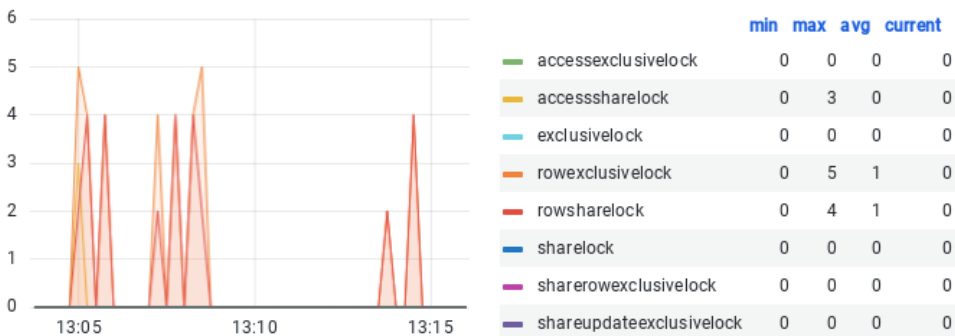 6
5
4
3
2
1
0
13:05 13:10 13:15
min max avg current
accessexclusivelock 0 0 0 0
accesssharelock 0 3 0 0
exclusivelock 0 0 0 0
rowexclusivelock 0 5 1 0
rowsharelock 0 4 1 0
sharelock 0 0 0 0
sharerowexclusivelock 0 0 0 0
shareupdateexclusivelock 0 0 0 0